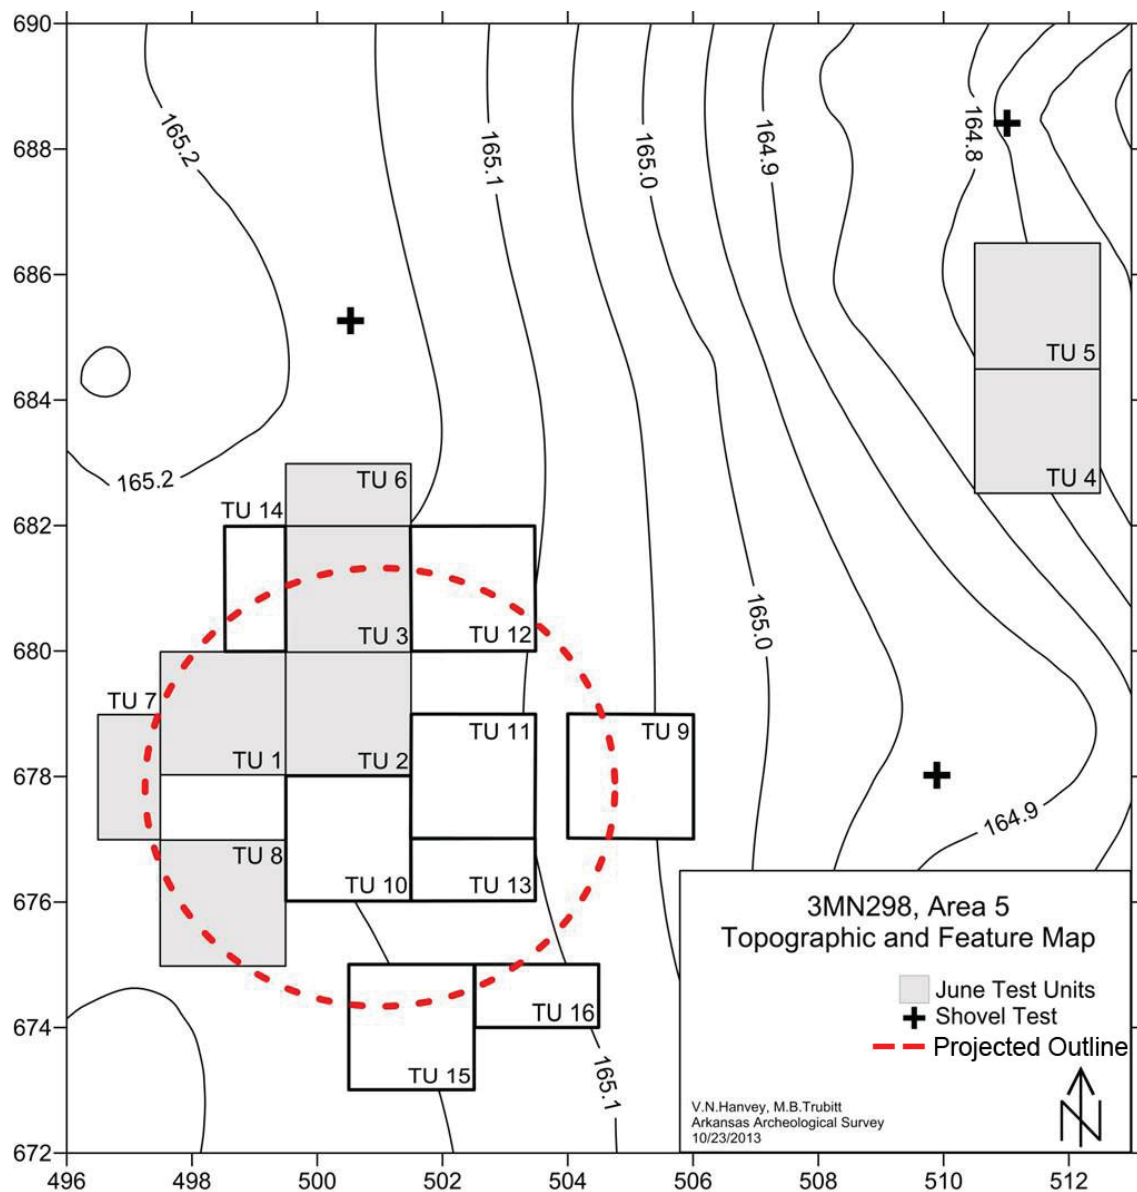 690
688
686
684
682
680
678
676
674
672
165.2
165.1
165.0
164.9
164.8
165.2
TU 5
TU 4
TU 6
TU 14
TU 3
TU 12
165.0
TU 7
TU 11
TU 9
TU 1
TU 2
TU 8
TU 10
TU 13
164.9
TU 16
TU 15
165.1
3MN298, Area 5
Topographic and Feature Map
June Test Units
Shovel Test
Projected Outline
V.N.Hanvey, M.B.Trubitt
Arkansas Archeological Survey
10/23/2013
N
496 498 500 502 504 506 508 510 512